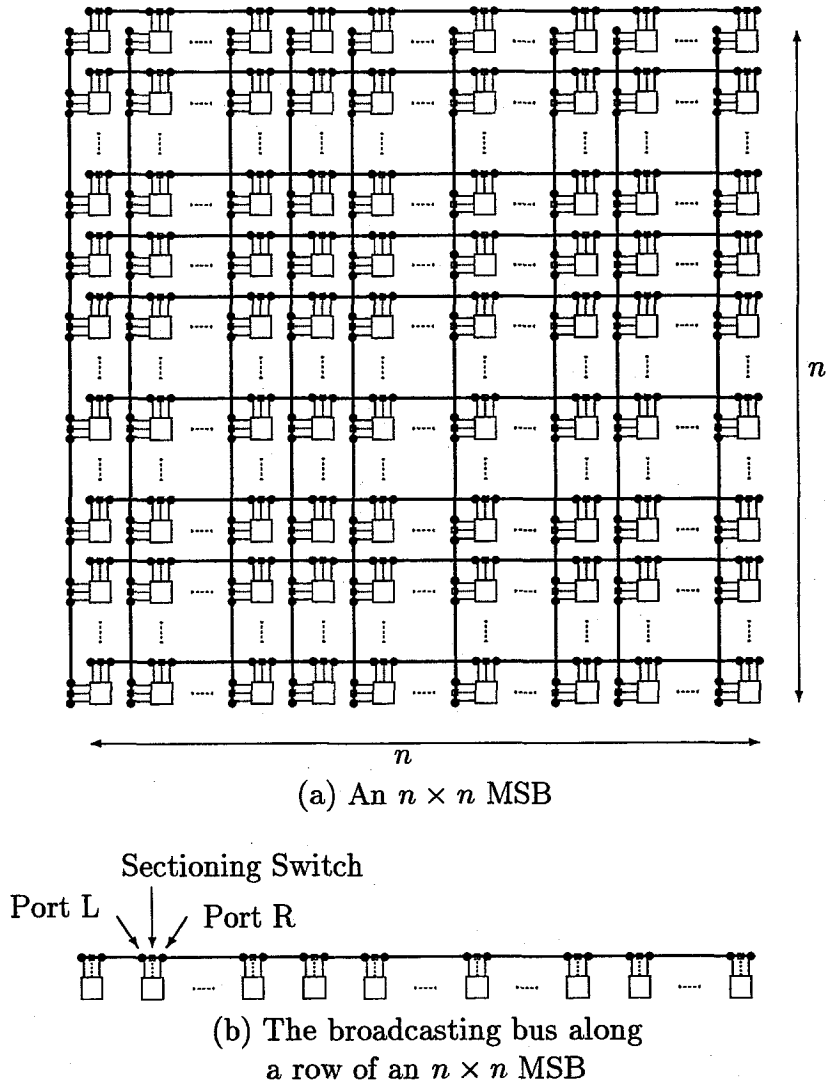 n
n
(a) An n × n MSB
Sectioning Switch
Port L
Port R
(b) The broadcasting bus along
a row of an n × n MSB